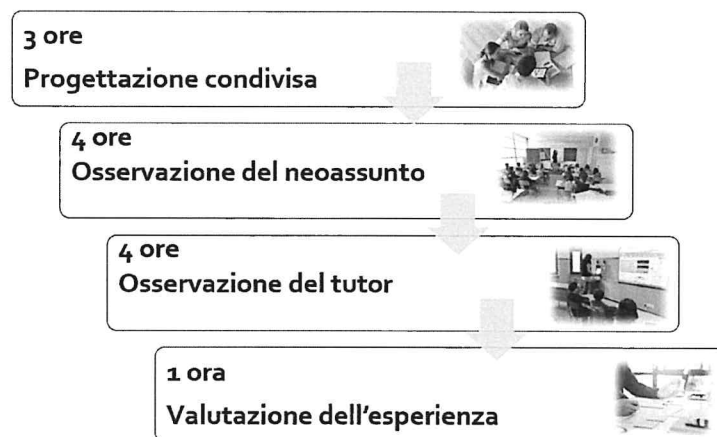 3 ore
Progettazione condivisa
4 ore
Osservazione del neoassunto
4 ore
Osservazione del tutor
1 ora
Valutazione dell'esperienza